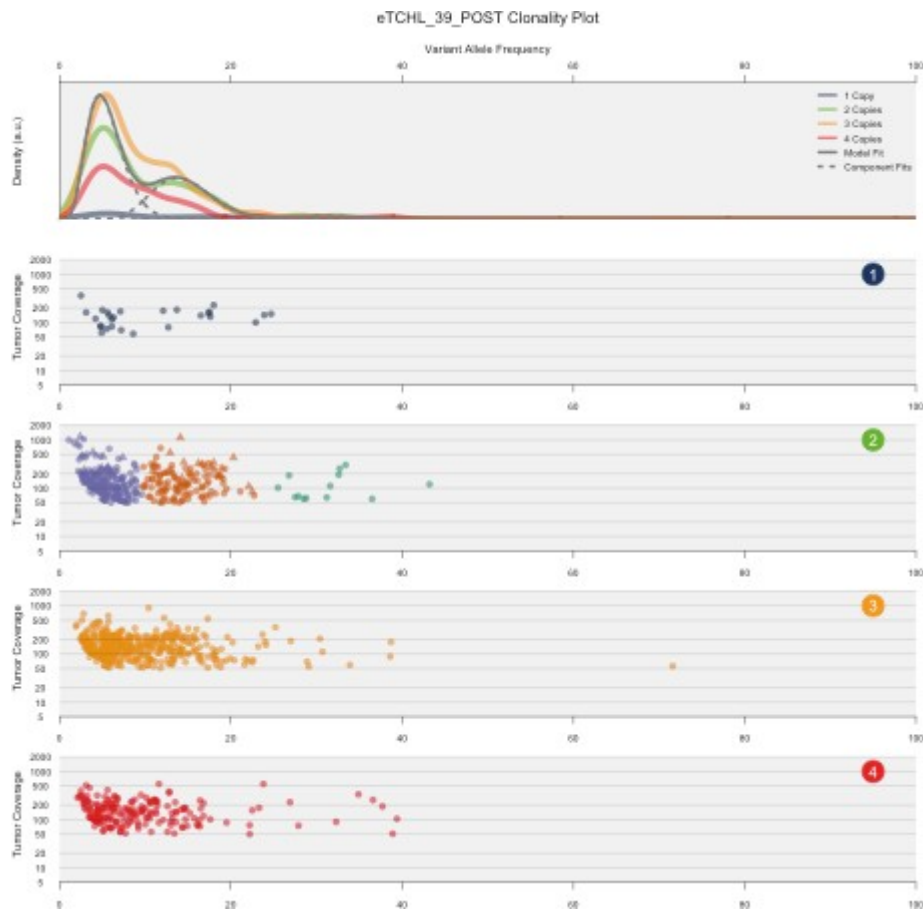 eTCHL_39_POST Clonality Plot
Variant Allele Frequency
0 20 40 60 80 100
Density (a.u.)
1 Copy
2 Copies
3 Copies
4 Copies
Model Fit
Component Fits
Tumor Coverage
2000
1000
500
200
100
50
20
10
5
1
0 20 40 60 80 100
Tumor Coverage
2000
1000
500
200
100
50
20
10
5
2
0 20 40 60 80 100
Tumor Coverage
2000
1000
500
200
100
50
20
10
5
3
0 20 40 60 80 100
Tumor Coverage
2000
1000
500
200
100
50
20
10
5
4
0 20 40 60 80 100